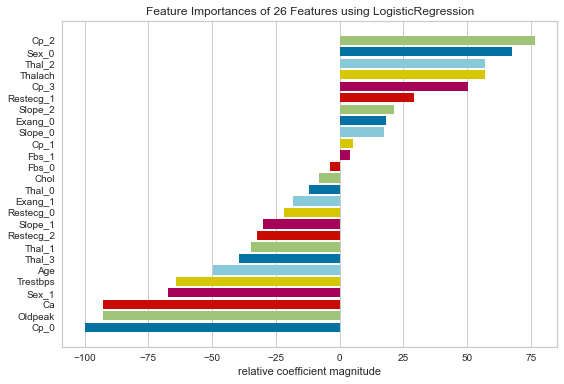 Feature Importances of 26 Features using LogisticRegression
Cp_2
Sex_0
Thal_2
Thalach
Cp_3
Restecg_1
Slope_2
Exang_0
Slope_0
Cp_1
Fbs_1
Fbs_0
Chol
Thal_0
Exang_1
Restecg_0
Slope_1
Restecg_2
Thal_1
Thal_3
Age
Trestbps
Sex_1
Ca
Oldpeak
Cp_0
−100 −75 −50 −25 0 25 50 75
relative coefficient magnitude